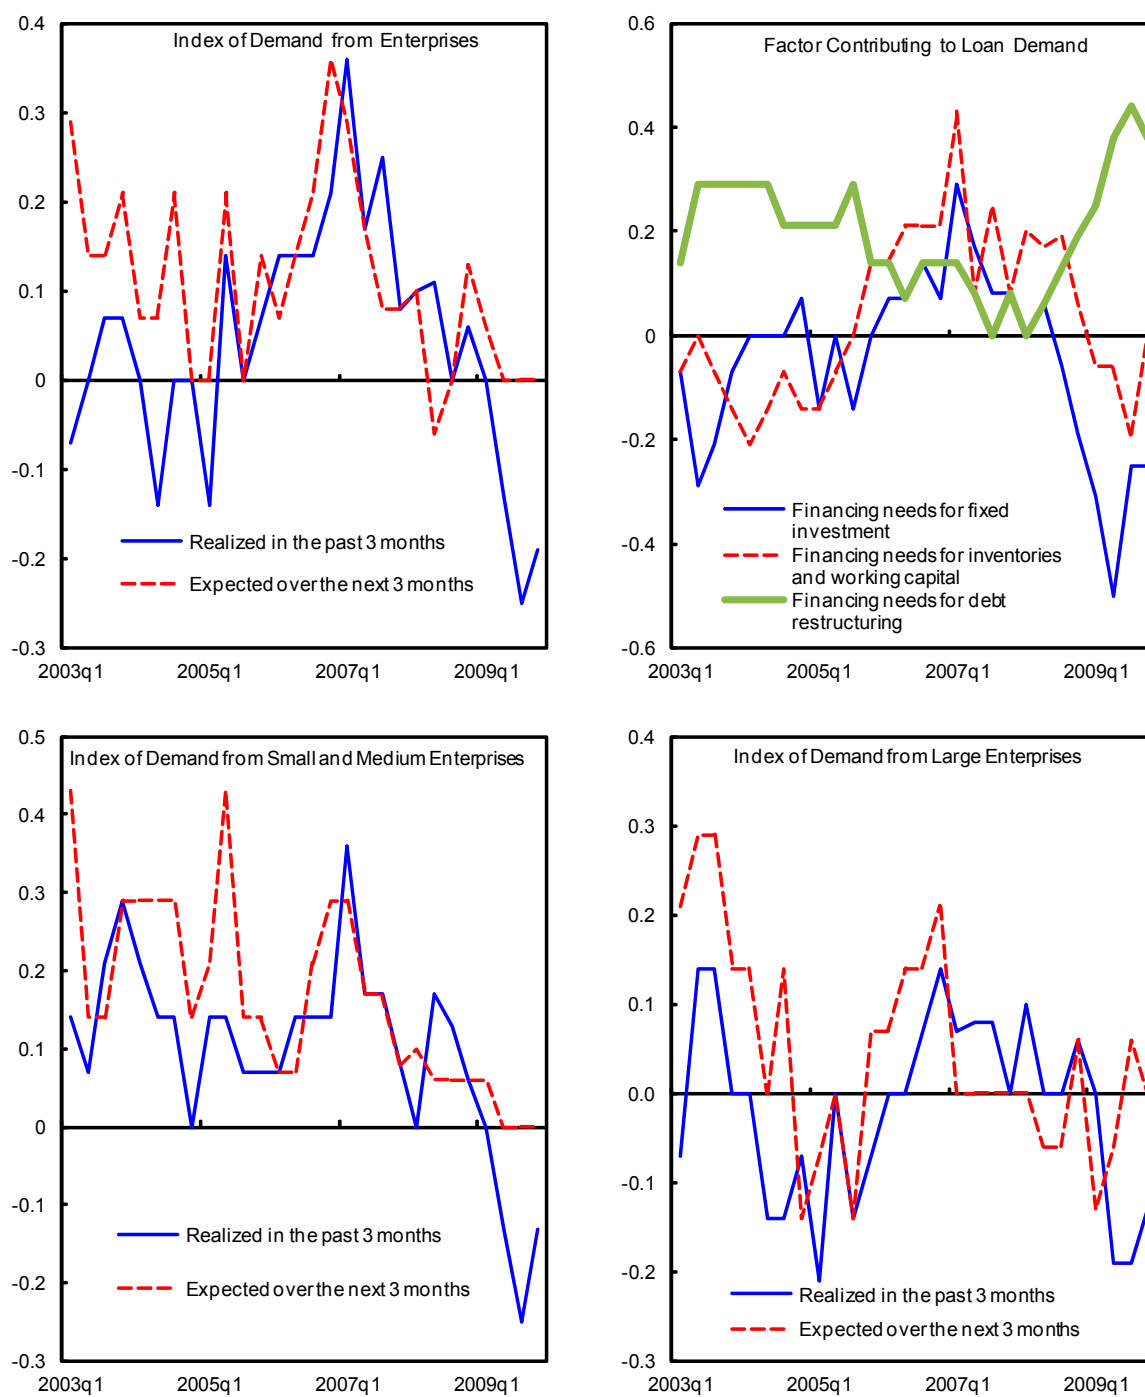 Index of Demand from Enterprises
0.4
0.3
0.2
0.1
0
-0.1
-0.2
-0.3
Realized in the past 3 months
Expected over the next 3 months
2003q1
2005q1
2007q1
2009q1
Factor Contributing to Loan Demand
0.6
0.4
0.2
0
-0.2
-0.4
-0.6
Financing needs for fixed
investment
Financing needs for inventories
and working capital
Financing needs for debt
restructuring
2003q1
2005q1
2007q1
2009q1
Index of Demand from Small and Medium Enterprises
0.5
0.4
0.3
0.2
0.1
0
-0.1
-0.2
-0.3
Realized in the past 3 months
Expected over the next 3 months
2003q1
2005q1
2007q1
2009q1
Index of Demand from Large Enterprises
0.4
0.3
0.2
0.1
0.0
-0.1
-0.2
-0.3
Realized in the past 3 months
Expected over the next 3 months
2003q1
2005q1
2007q1
2009q1